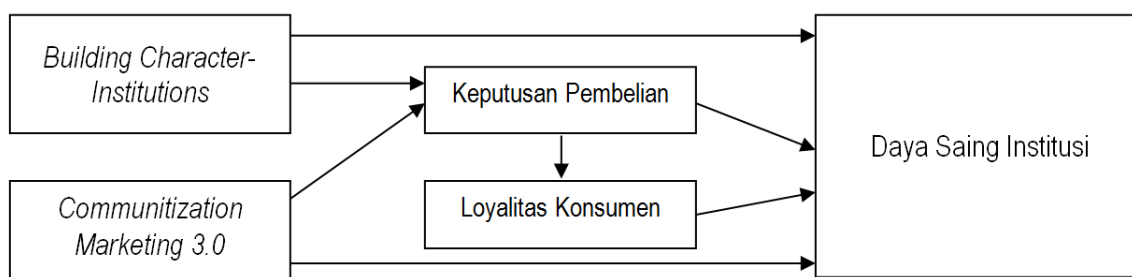 Building Character-
Institutions
Keputusan Pembelian
Daya Saing Institusi
Communitization
Marketing 3.0
Loyalitas Konsumen